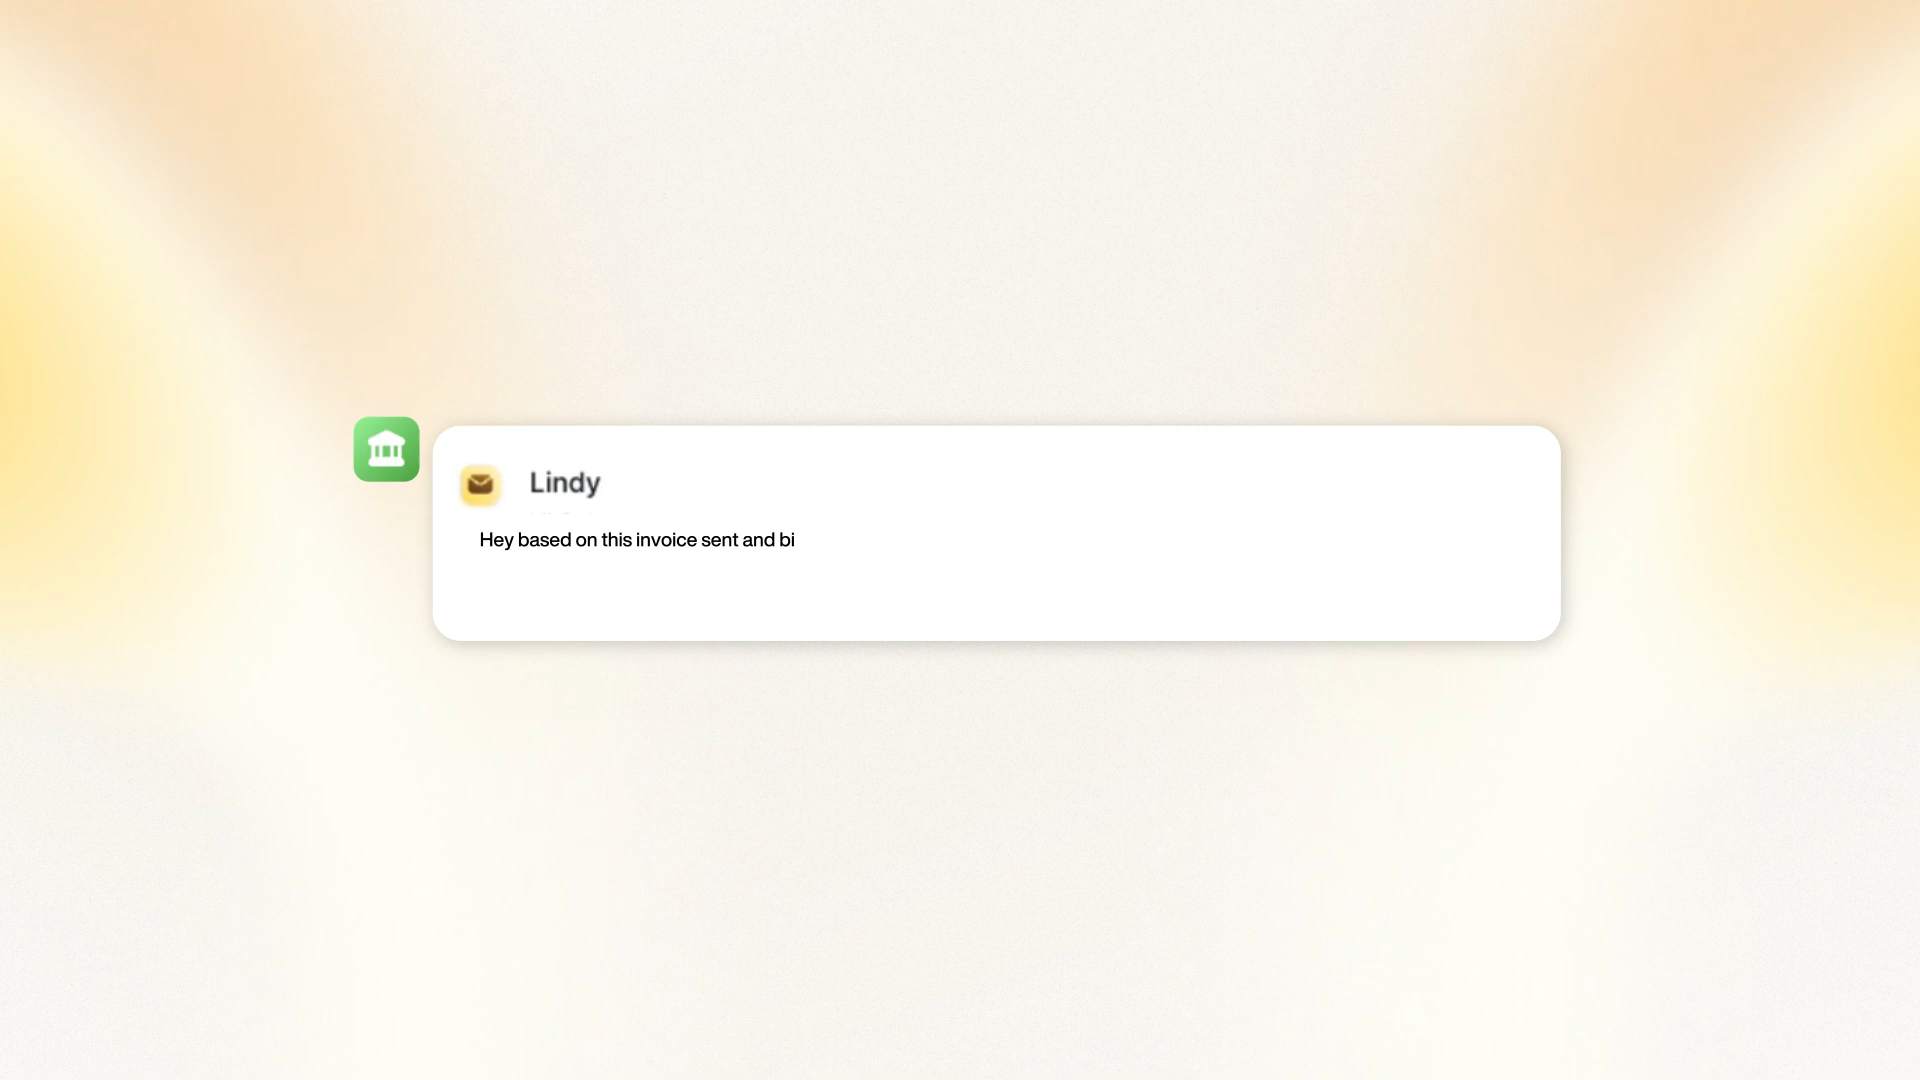 Lindy
Hey based on this invoice sent and bi